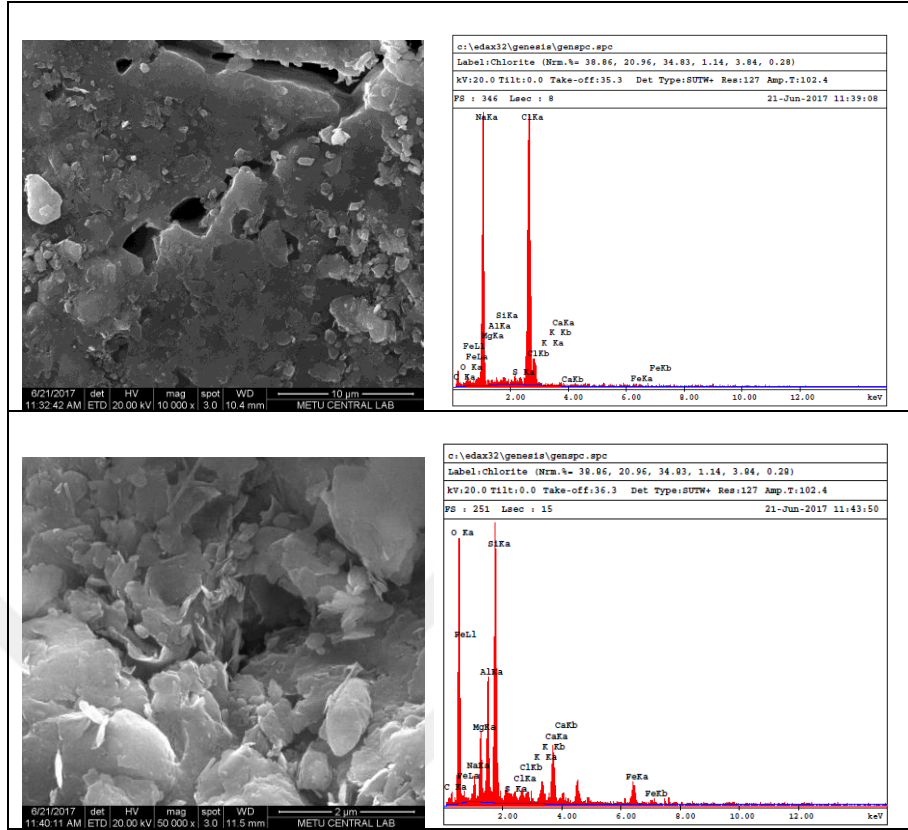 c:\edax32\genesis\genspc.spc
Label:Chlorite (Nrm.%= 38.86, 20.96, 34.83, 1.14, 3.84, 0.28)
kV:20.0 Tilt:0.0 Take-off:35.3 Det Type:SUTW+ Res:127 Amp.T:102.4
FS : 346 Lsec : 8 21-Jun-2017 11:39:08
NaKa ClKa
SiKa
CaKa
AlKa
K Kb
MgKa
K Ka
FeLl
ClKb
FeLa
FeKb
O Ka
S Ka
C Ka
CaKb
FeKa
2.00 4.00 6.00 8.00 10.00 12.00 keV
6/21/2017 det HV mag spot WD 10 µm
11:32:42 AM ETD 20.00 kV 10 000 x 3.0 10.4 mm METU CENTRAL LAB
c:\edax32\genesis\genspc.spc
Label:Chlorite (Nrm.%= 38.86, 20.96, 34.83, 1.14, 3.84, 0.28)
kV:20.0 Tilt:0.0 Take-off:36.3 Det Type:SUTW+ Res:127 Amp.T:102.4
FS : 251 Lsec : 15 21-Jun-2017 11:43:50
O Ka
SiKa
FeLl
AlKa
MgKa
CaKb
CaKa
K Kb
K Ka
NaKa
ClKb
FeLa
ClKa
FeKa
C Ka
S Ka
FeKb
2.00 4.00 6.00 8.00 10.00 12.00 keV
6/21/2017 det HV mag spot WD 2 µm
11:40:11 AM ETD 20.00 kV 50 000 x 3.0 11.5 mm METU CENTRAL LAB